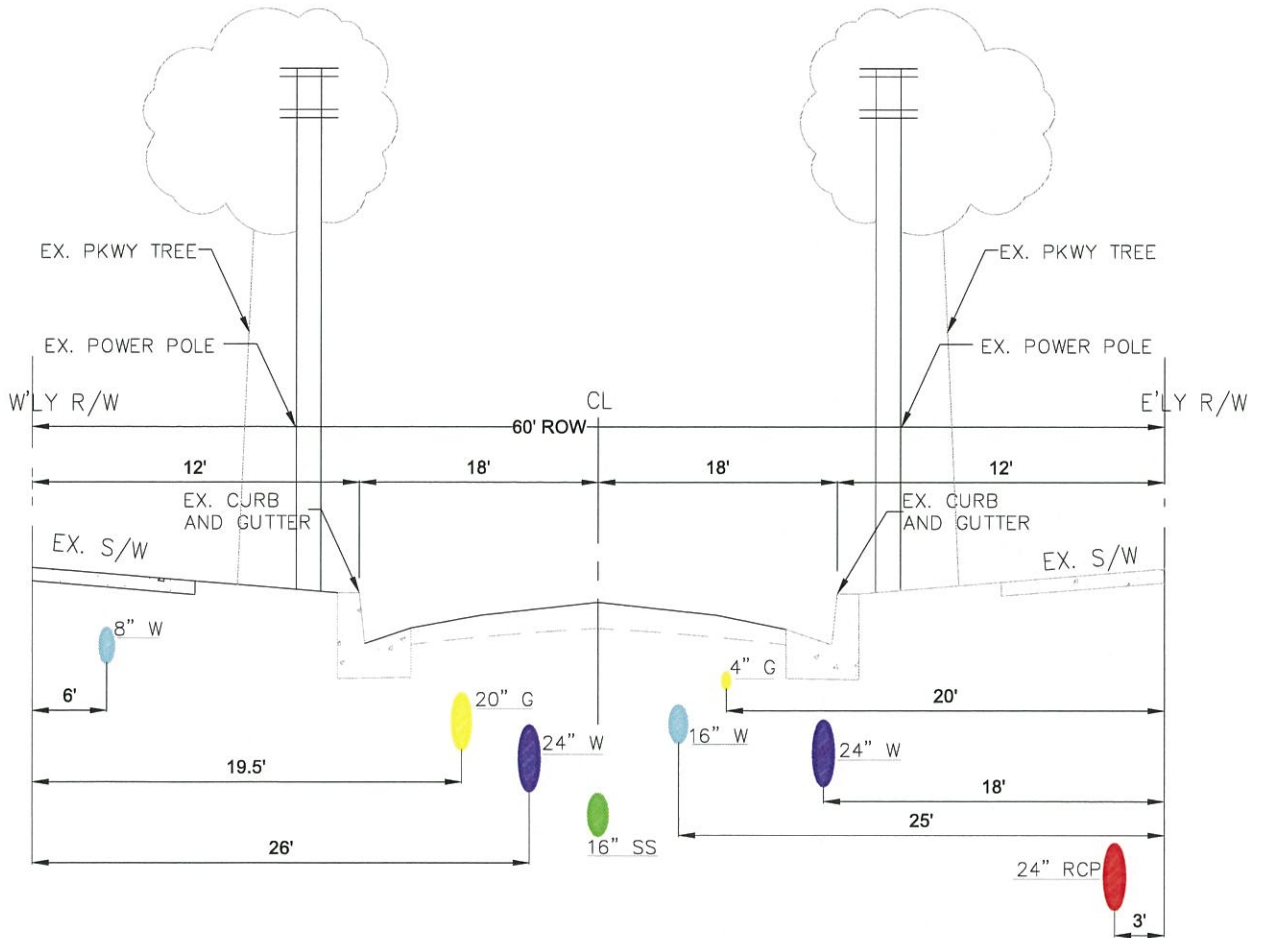 EX. PKWY TREE
EX. PKWY TREE
EX. POWER POLE
EX. POWER POLE
W'LY R/W
CL
E'LY R/W
60' ROW
12'
18'
18'
12'
EX. CURB
AND GUTTER
EX. CURB
AND GUTTER
EX. S/W
EX. S/W
8" W
4" G
6'
20'
20" G
16" W
24" W
24" W
19.5'
18'
25'
26'
16" SS
24" RCP
3'